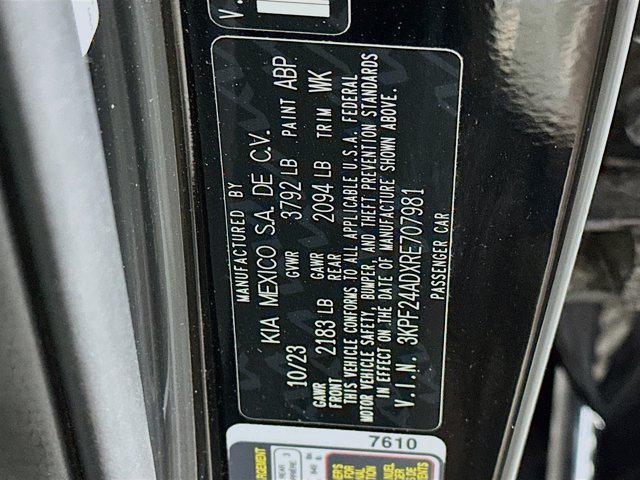 V.
MANUFACTURED BY
KIA MEXICO S.A. DE C.V.
10/23 GVWR 3792 LB PAINT ABP
GAWR FRONT 2183 LB GAWR REAR 2094 LB TRIM WK
THIS VEHICLE CONFORMS TO ALL APPLICABLE U.S.A. FEDERAL
MOTOR VEHICLE SAFETY, BUMPER, AND THEFT PREVENTION STANDARDS
IN EFFECT ON THE DATE OF MANUFACTURE SHOWN ABOVE.
V.I.N. 3KPF24ADXRE707981
PASSENGER CAR
7610